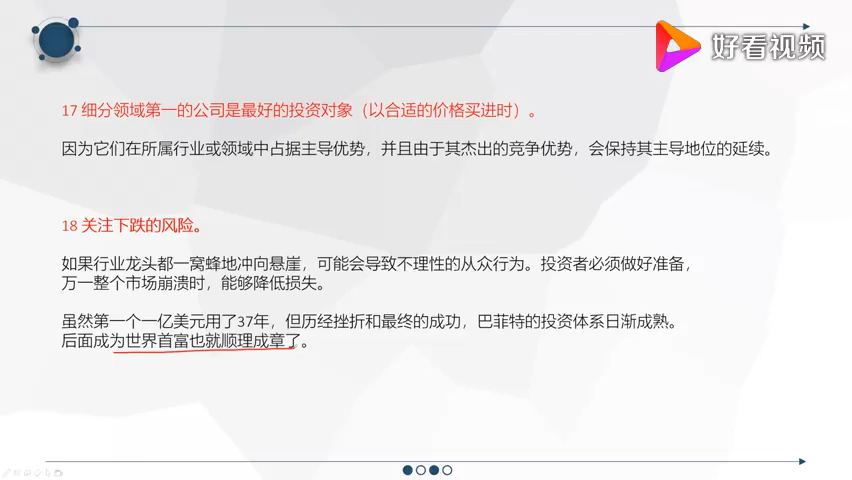 好看视频
17 细分领域第一的公司是最好的投资对象（以合适的价格买进时）。
因为它们在所属行业或领域中占据主导优势，并且由于其杰出的竞争优势，会保持其主导地位的延续。
18 关注下跌的风险。
如果行业龙头都一窝蜂地冲向悬崖，可能会导致不理性的从众行为。投资者必须做好准备，
万一整个市场崩溃时，能够降低损失。
虽然第一个一亿美元用了37年，但历经挫折和最终的成功，巴菲特的投资体系日渐成熟。
后面成为世界首富也就顺理成章了。